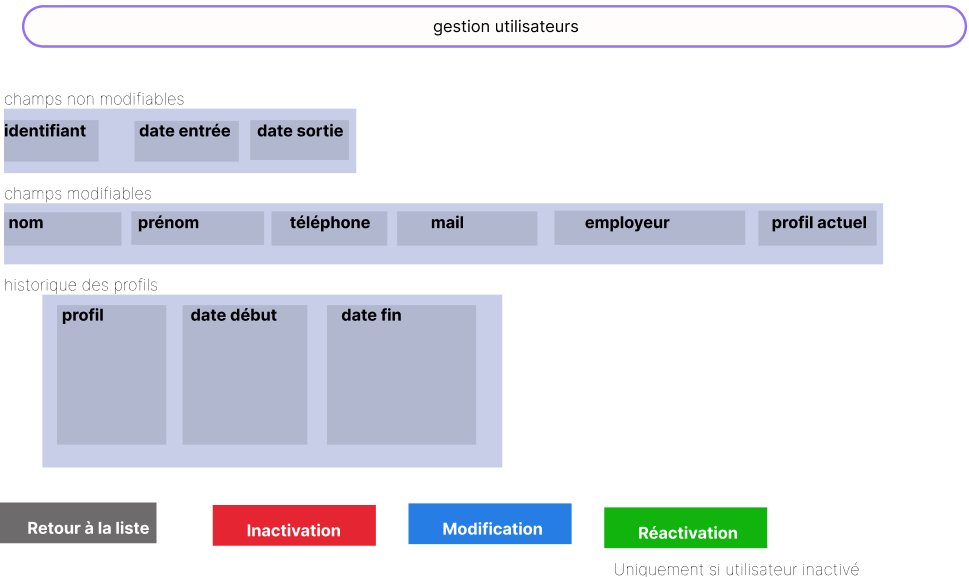 gestion utilisateurs
champs non modifiables
identifiant date entrée date sortie
champs modifiables
nom prénom téléphone mail employeur profil actuel
historique des profils
profil date début date fin
Retour à la liste Inactivation Modification Réactivation
Uniquement si utilisateur inactivé